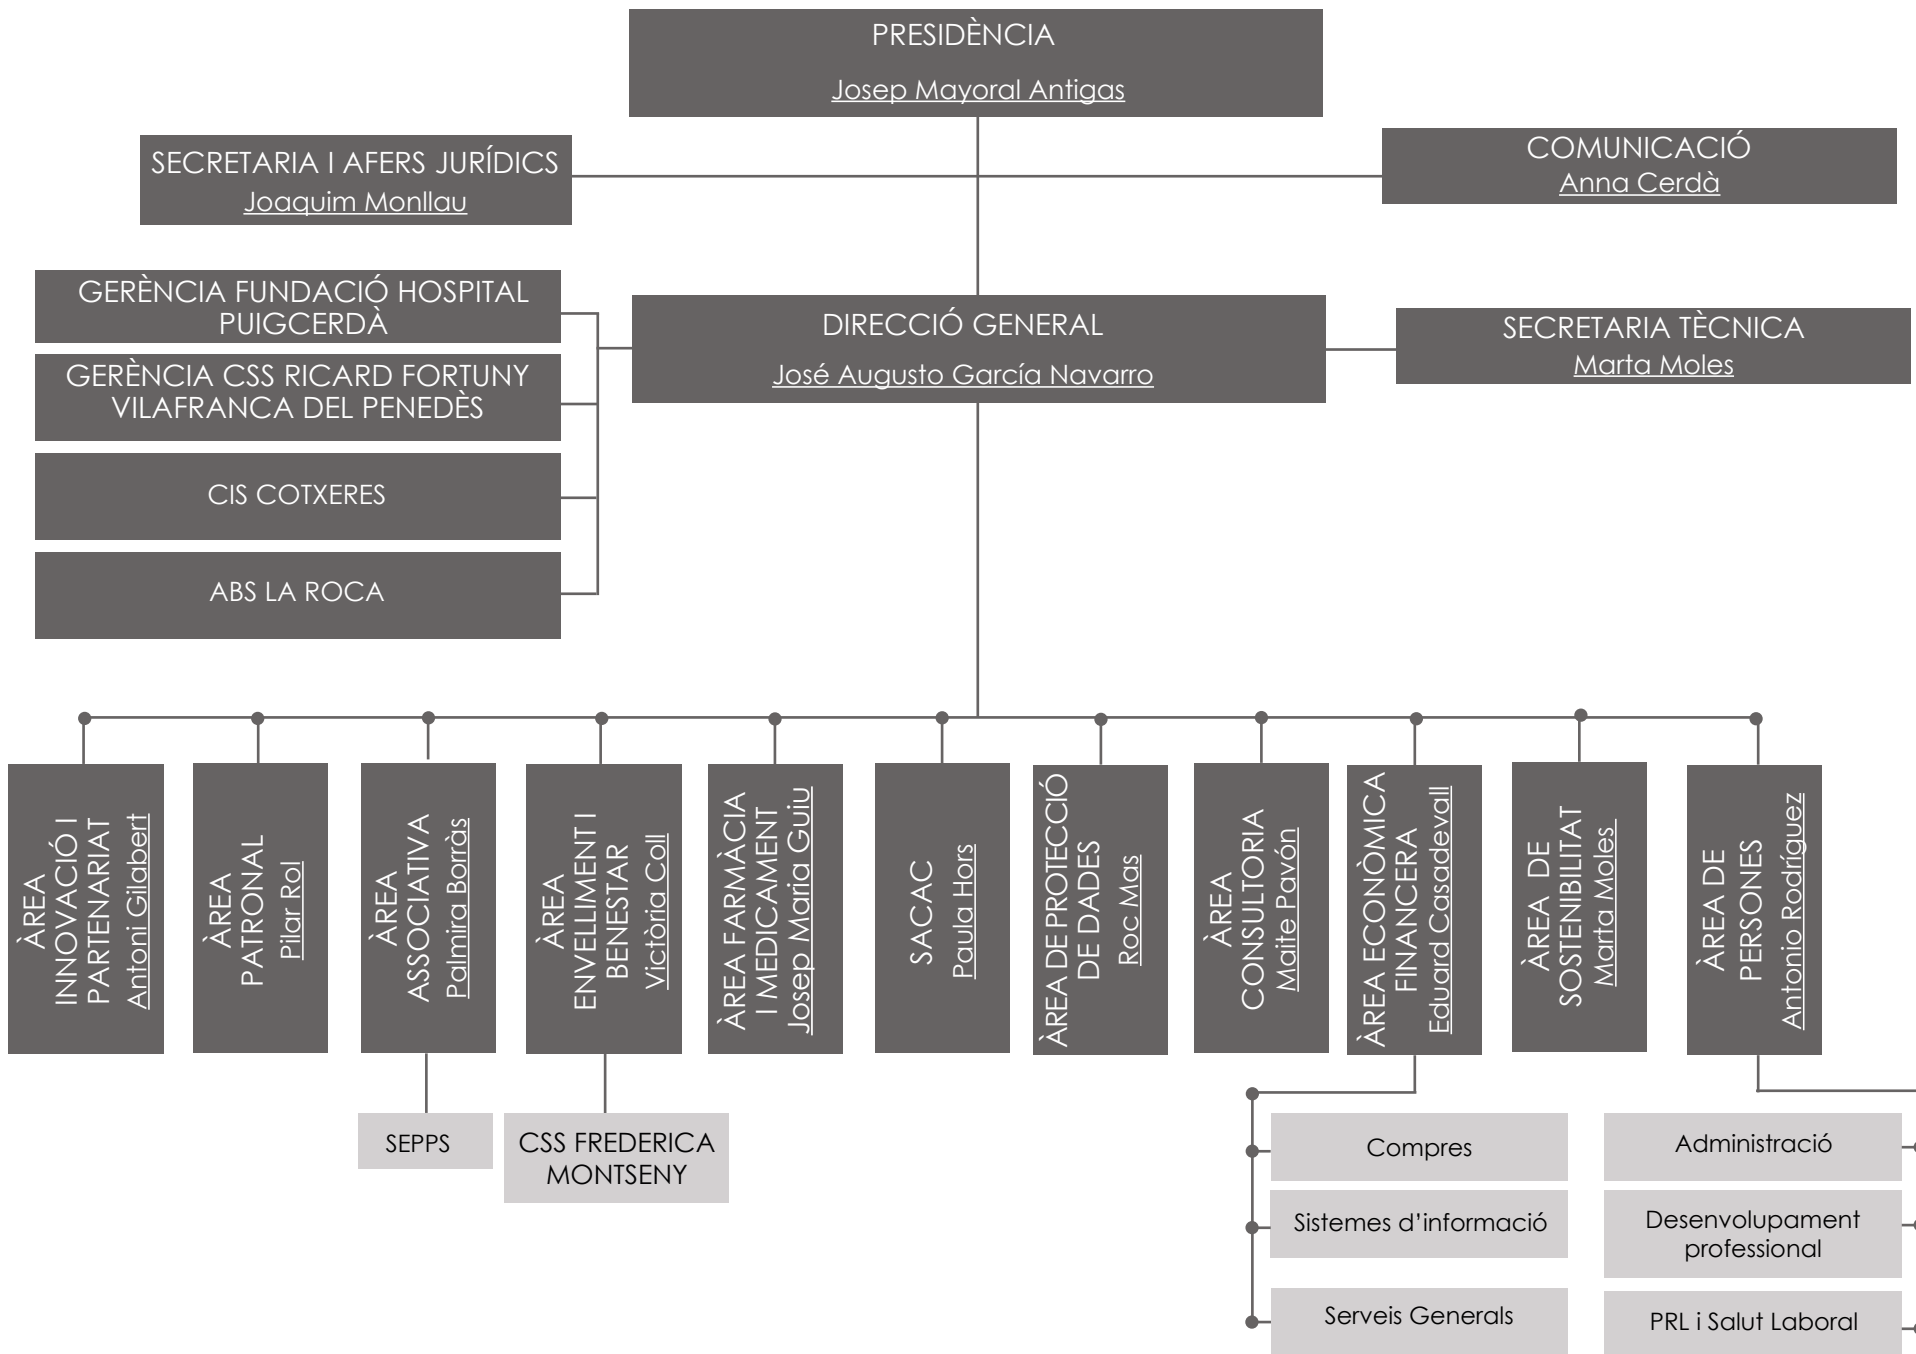 PRESIDÈNCIA
Josep Mayoral Antigas
SECRETARIA I AFERS JURÍDICS
Joaquim Monllau
COMUNICACIÓ
Anna Cerdà
GERÈNCIA FUNDACIÓ HOSPITAL
PUIGCERDÀ
GERÈNCIA CSS RICARD FORTUNY
VILAFRANCA DEL PENEDÈS
CIS COTXERES
ABS LA ROCA
DIRECCIÓ GENERAL
José Augusto García Navarro
SECRETARIA TÈCNICA
Marta Moles
ÀREA
INNOVACIÓ I
PARTENARIAT
Antoni Gilabert
ÀREA
PATRONAL
Pilar Rol
ÀREA
ASSOCIATIVA
Palmira Borràs
ÀREA
ENVELLIMENT I
BENESTAR
Victòria Coll
ÀREA FARMÀCIA
I MEDICAMENT
Josep Maria Guiu
SACAC
Paula Hors
ÀREA DE PROTECCIÓ
DE DADES
Roc Mas
ÀREA
CONSULTORIA
Maite Pavón
ÀREA ECONÒMICA
FINANCERA
Eduard Casadevall
ÀREA DE
SOSTENIBILITAT
Marta Moles
ÀREA DE
PERSONES
Antonio Rodríguez
SEPPS
CSS FREDERICA
MONTSENY
Compres
Sistemes d’informació
Serveis Generals
Administració
Desenvolupament
professional
PRL i Salut Laboral